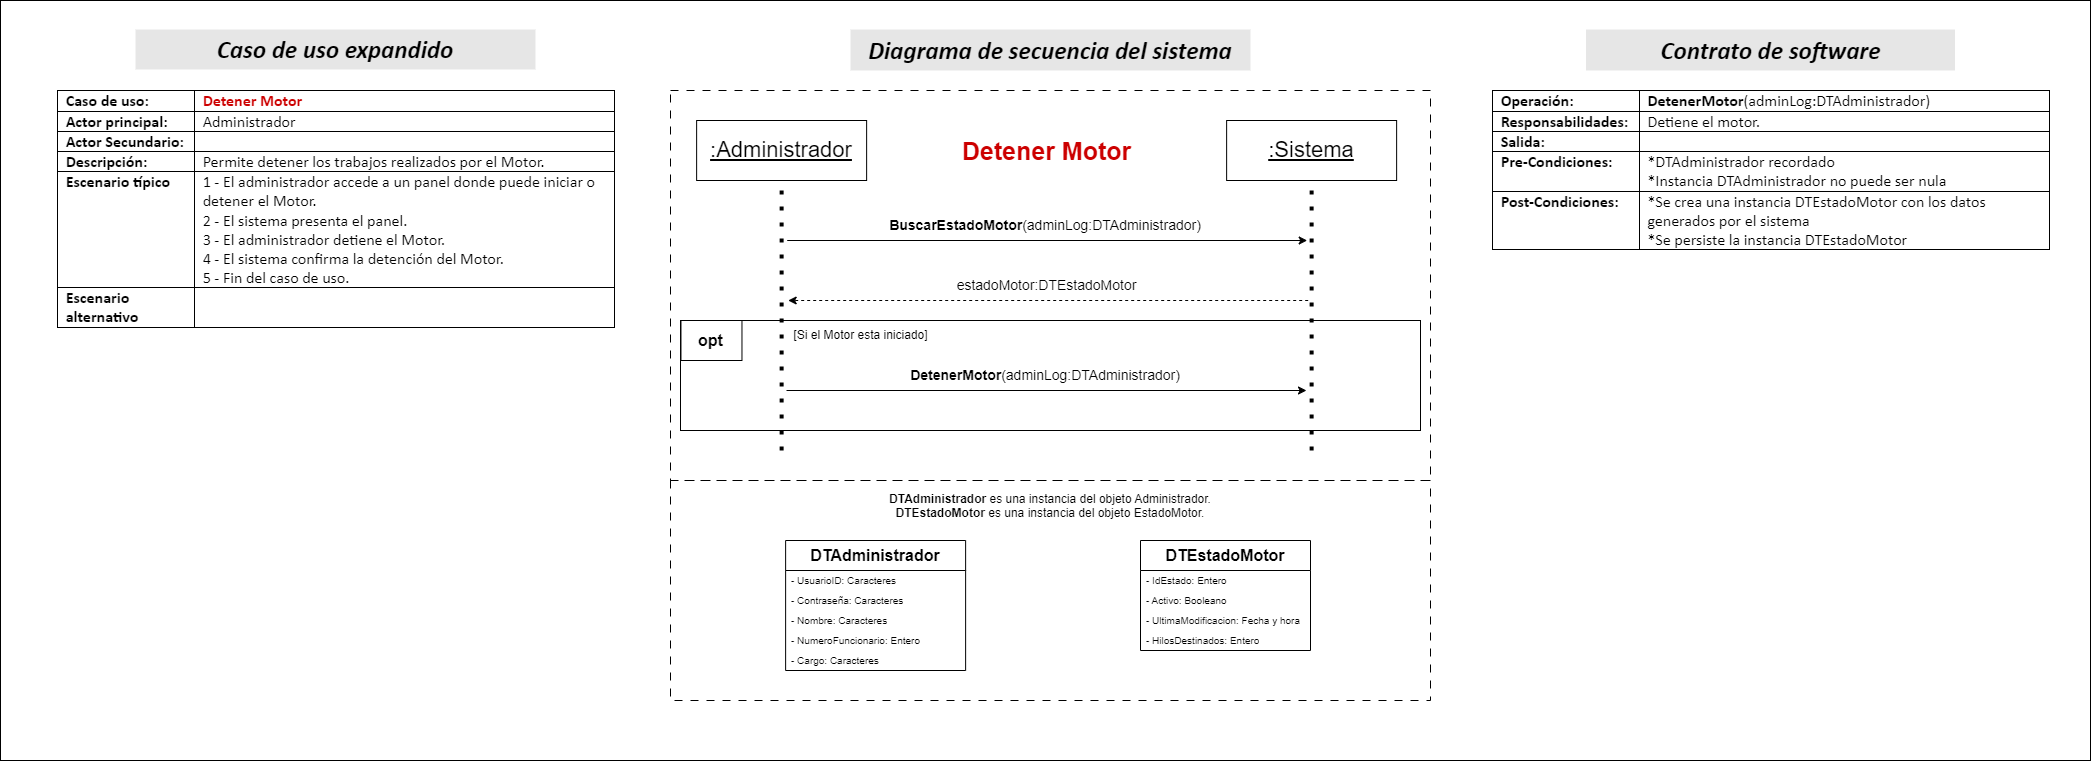 Caso de uso expandido
Caso de uso: Detener Motor
Actor principal: Administrador
Actor Secundario:
Descripción: Permite detener los trabajos realizados por el Motor.
Escenario típico 1 - El administrador accede a un panel donde puede iniciar o
detener el Motor.
2 - El sistema presenta el panel.
3 - El administrador detiene el Motor.
4 - El sistema confirma la detención del Motor.
5 - Fin del caso de uso.
Escenario
alternativo
Diagrama de secuencia del sistema
:Administrador
Detener Motor
:Sistema
BuscarEstadoMotor(adminLog:DTAdministrador)
estadoMotor:DTEstadoMotor
opt
[Si el Motor esta iniciado]
DetenerMotor(adminLog:DTAdministrador)
DTAdministrador es una instancia del objeto Administrador.
DTEstadoMotor es una instancia del objeto EstadoMotor.
DTAdministrador
- UsuarioID: Caracteres
- Contraseña: Caracteres
- Nombre: Caracteres
- NumeroFuncionario: Entero
- Cargo: Caracteres
DTEstadoMotor
- IdEstado: Entero
- Activo: Booleano
- UltimaModificacion: Fecha y hora
- HilosDestinados: Entero
Contrato de software
Operación: DetenerMotor(adminLog:DTAdministrador)
Responsabilidades: Detiene el motor.
Salida:
Pre-Condiciones: *DTAdministrador recordado
*Instancia DTAdministrador no puede ser nula
Post-Condiciones: *Se crea una instancia DTEstadoMotor con los datos
generados por el sistema
*Se persiste la instancia DTEstadoMotor